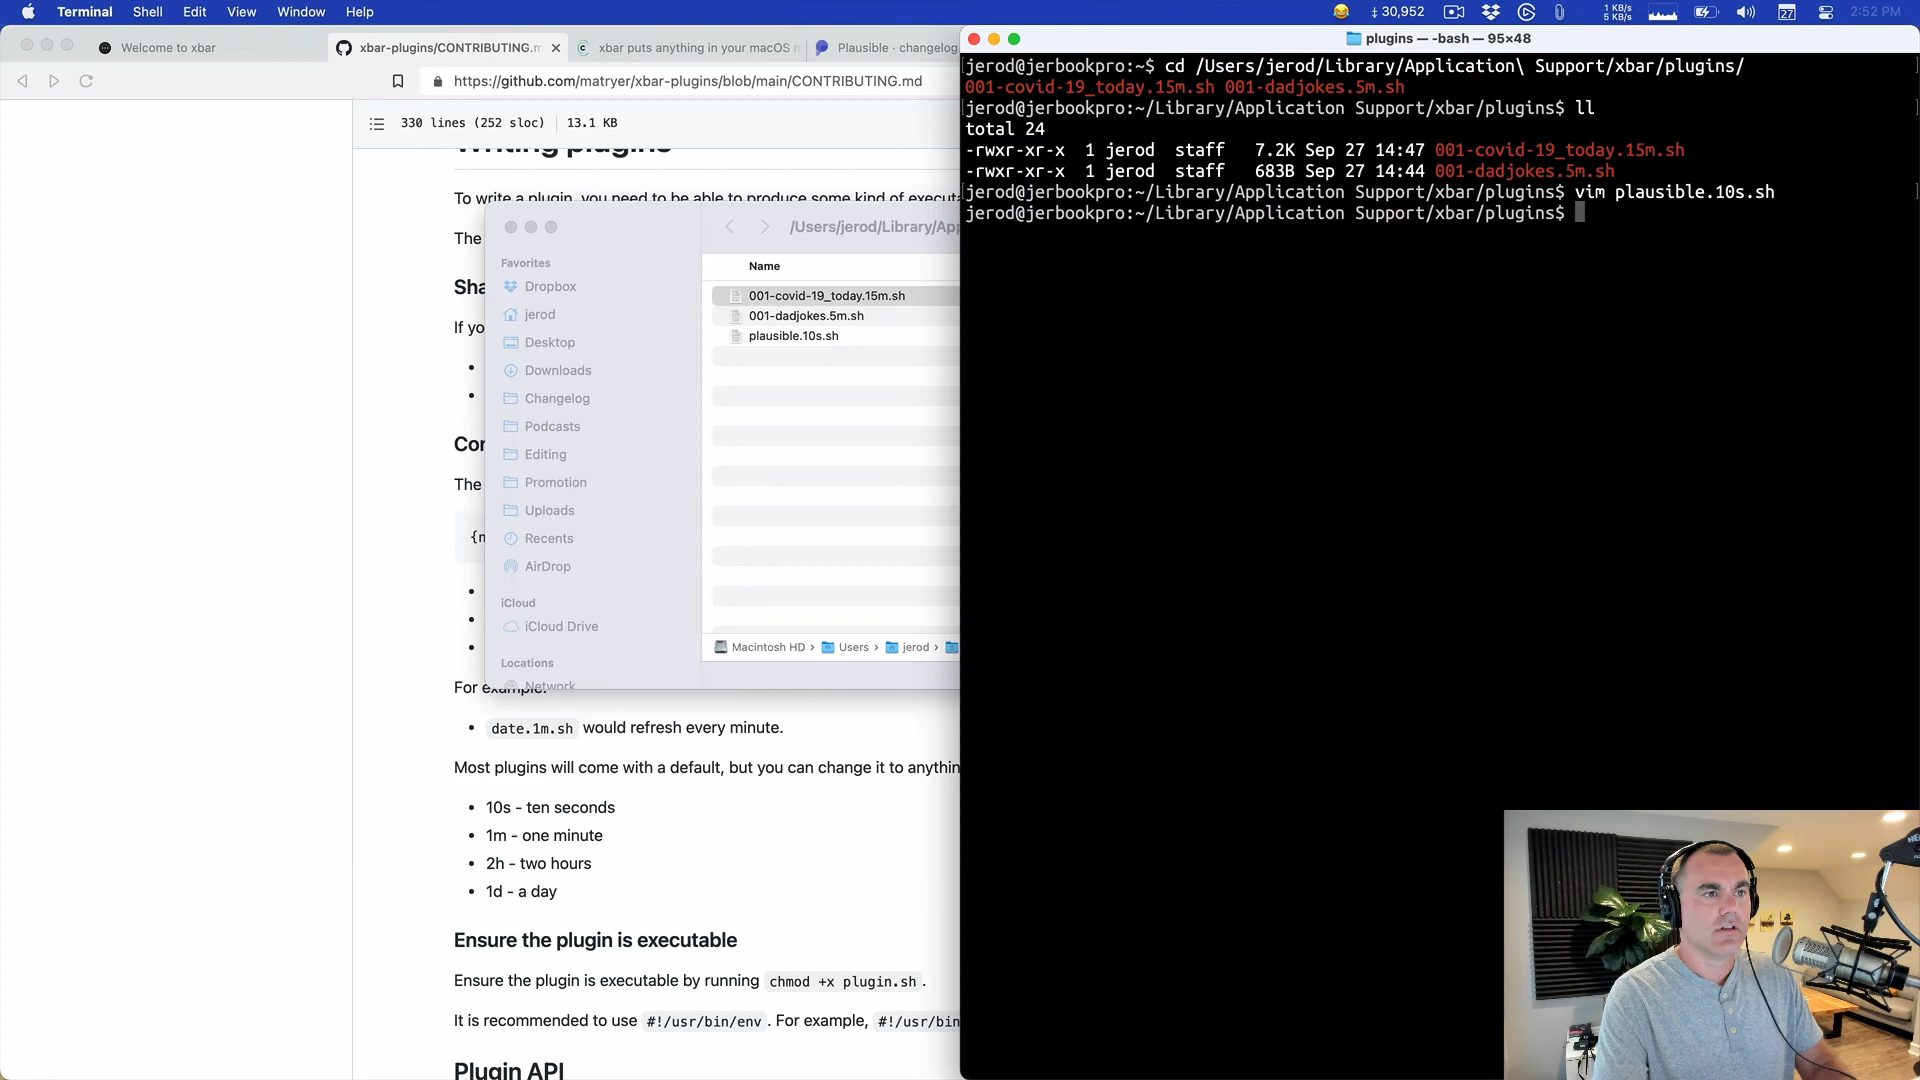 Terminal Shell Edit View Window Help
30,952 1 KB/s 5 KB/s 27 2:52 PM
Welcome to xbar
xbar-plugins/CONTRIBUTING.m
xbar puts anything in your macOS m
Plausible · changelog.
https://github.com/matryer/xbar-plugins/blob/main/CONTRIBUTING.md
330 lines (252 sloc) 13.1 KB
Writing plugins
To write a plugin, you need to be able to produce some kind of executa
The
Sha
If yo
Con
The
{n
For example:
date.1m.sh would refresh every minute.
Most plugins will come with a default, but you can change it to anythin
10s - ten seconds
1m - one minute
2h - two hours
1d - a day
Ensure the plugin is executable
Ensure the plugin is executable by running chmod +x plugin.sh.
It is recommended to use #!/usr/bin/env. For example, #!/usr/bin
Plugin API
/Users/jerod/Library/App
Favorites
Dropbox
jerod
Desktop
Downloads
Changelog
Podcasts
Editing
Promotion
Uploads
Recents
AirDrop
iCloud
iCloud Drive
Locations
Network
Name
001-covid-19_today.15m.sh
001-dadjokes.5m.sh
plausible.10s.sh
Macintosh HD › Users › jerod ›
plugins — -bash — 95×48
jerod@jerbookpro:~$ cd /Users/jerod/Library/Application\ Support/xbar/plugins/
001-covid-19_today.15m.sh 001-dadjokes.5m.sh
jerod@jerbookpro:~/Library/Application Support/xbar/plugins$ ll
total 24
-rwxr-xr-x 1 jerod staff 7.2K Sep 27 14:47 001-covid-19_today.15m.sh
-rwxr-xr-x 1 jerod staff 683B Sep 27 14:44 001-dadjokes.5m.sh
jerod@jerbookpro:~/Library/Application Support/xbar/plugins$ vim plausible.10s.sh
jerod@jerbookpro:~/Library/Application Support/xbar/plugins$